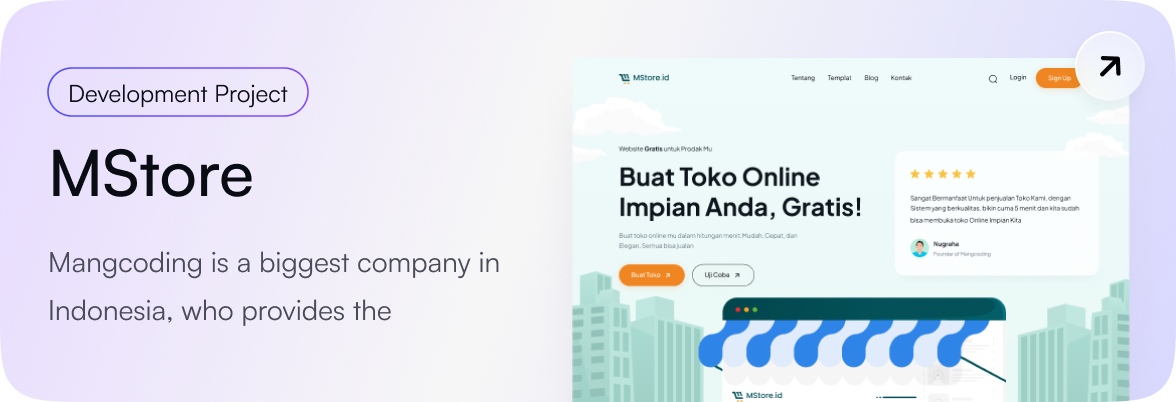 Development Project
MStore
Mangcoding is a biggest company in
Indonesia, who provides the
MStore.id
Tentang
Templat
Blog
Kontak
Login
Sign Up
Website Gratis untuk Prodak Mu
Buat Toko Online
Impian Anda, Gratis!
Buat toko online mu dalam hitungan menit. Mudah, Cepat, dan
Elegan. Semua bisa jualan
Buat Toko
Uji Coba
Sangat Bermanfaat Untuk penjualan Toko Kami, dengan
Sistem yang berkualitas, bikin cuma 5 menit dan kita sudah
bisa membuka toko Online Impian Kita
Nugraha
Founder of Mangcoding
MStore.id